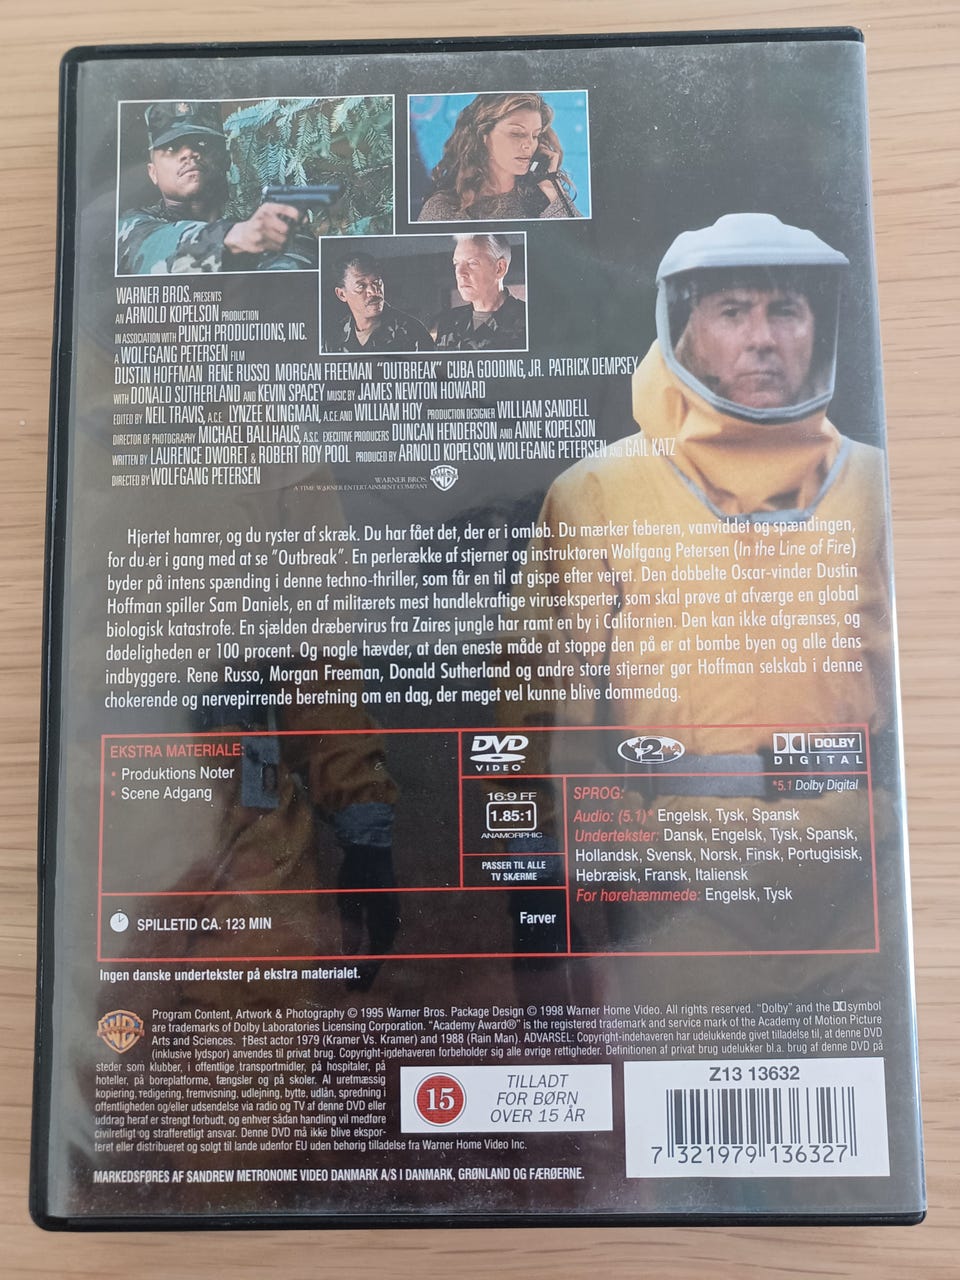 WARNER BROS. PRESENTS
AN ARNOLD KOPELSON PRODUCTION
IN ASSOCIATION WITH PUNCH PRODUCTIONS, INC.
A WOLFGANG PETERSEN FILM
DUSTIN HOFFMAN RENE RUSSO MORGAN FREEMAN "OUTBREAK" CUBA GOODING, JR. PATRICK DEMPSEY
WITH DONALD SUTHERLAND AND KEVIN SPACEY MUSIC BY JAMES NEWTON HOWARD
EDITED BY NEIL TRAVIS, A.C.E. LYNZEE KLINGMAN, A.C.E. AND WILLIAM HOY PRODUCTION DESIGNER WILLIAM SANDELL
DIRECTOR OF PHOTOGRAPHY MICHAEL BALLHAUS, A.S.C. EXECUTIVE PRODUCERS DUNCAN HENDERSON AND ANNE KOPELSON
WRITTEN BY LAURENCE DWORET & ROBERT ROY POOL PRODUCED BY ARNOLD KOPELSON, WOLFGANG PETERSEN AND GAIL KATZ
DIRECTED BY WOLFGANG PETERSEN
WARNER BROS.
A TIME WARNER ENTERTAINMENT COMPANY
WB
Hjertet hamrer, og du ryster af skræk. Du har fået det, der er i omløb. Du mærker feberen, vanviddet og spændingen,
for du er i gang med at se "Outbreak". En perlerække af stjerner og instruktøren Wolfgang Petersen (In the Line of Fire)
byder på intens spænding i denne techno-thriller, som får en til at gispe efter vejret. Den dobbelte Oscar-vinder Dustin
Hoffman spiller Sam Daniels, en af militærets mest handlekraftige viruseksperter, som skal prøve at afværge en global
biologisk katastrofe. En sjælden dræbervirus fra Zaires jungle har ramt en by i Californien. Den kan ikke afgrænses, og
dødeligheden er 100 procent. Og nogle hævder, at den eneste måde at stoppe den på er at bombe byen og alle dens
indbyggere. Rene Russo, Morgan Freeman, Donald Sutherland og andre store stjerner gør Hoffman selskab i denne
chokerende og nervepirrende beretning om en dag, der meget vel kunne blive dommedag.
EKSTRA MATERIALE:
• Produktions Noter
• Scene Adgang
DVD
VIDEO
2
DOLBY
DIGITAL
*5.1 Dolby Digital
16:9 FF
1.85:1
ANAMORPHIC
PASSER TIL ALLE
TV SKÆRME
SPROG:
Audio: (5.1)* Engelsk, Tysk, Spansk
Undertekster: Dansk, Engelsk, Tysk, Spansk,
Hollandsk, Svensk, Norsk, Finsk, Portugisisk,
Hebræisk, Fransk, Italiensk
For hørehæmmede: Engelsk, Tysk
SPILLETID CA. 123 MIN
Farver
Ingen danske undertekster på ekstra materialet.
WB
Program Content, Artwork & Photography © 1995 Warner Bros. Package Design © 1998 Warner Home Video. All rights reserved. "Dolby" and the symbol
are trademarks of Dolby Laboratories Licensing Corporation. "Academy Award®" is the registered trademark and service mark of the Academy of Motion Picture
Arts and Sciences. †Best actor 1979 (Kramer Vs. Kramer) and 1988 (Rain Man). ADVARSEL: Copyright-indehaveren har udelukkende givet tilladelse til, at denne DVD
(inklusive lydspor) anvendes til privat brug. Copyright-indehaveren forbeholder sig alle øvrige rettigheder. Definitionen af privat brug udelukker bl.a. brug af denne DVD på
steder som klubber, i offentlige transportmidler, på hospitaler, på
hoteller, på boreplatforme, fængsler og på skoler. Al uretmæssig
kopiering, redigering, fremvisning, udlejning, bytte, udlån, spredning i
offentligheden og/eller udsendelse via radio og TV af denne DVD eller
uddrag heraf er strengt forbudt, og enhver sådan handling vil medføre
civilretligt og strafferetligt ansvar. Denne DVD må ikke blive ekspor-
teret eller distribueret og solgt til lande udenfor EU uden behørig tilladelse fra Warner Home Video Inc.
15
TILLADT
FOR BØRN
OVER 15 ÅR
Z13 13632
7 321979 136327
MARKEDSFØRES AF SANDREW METRONOME VIDEO DANMARK A/S I DANMARK, GRØNLAND OG FÆRØERNE.